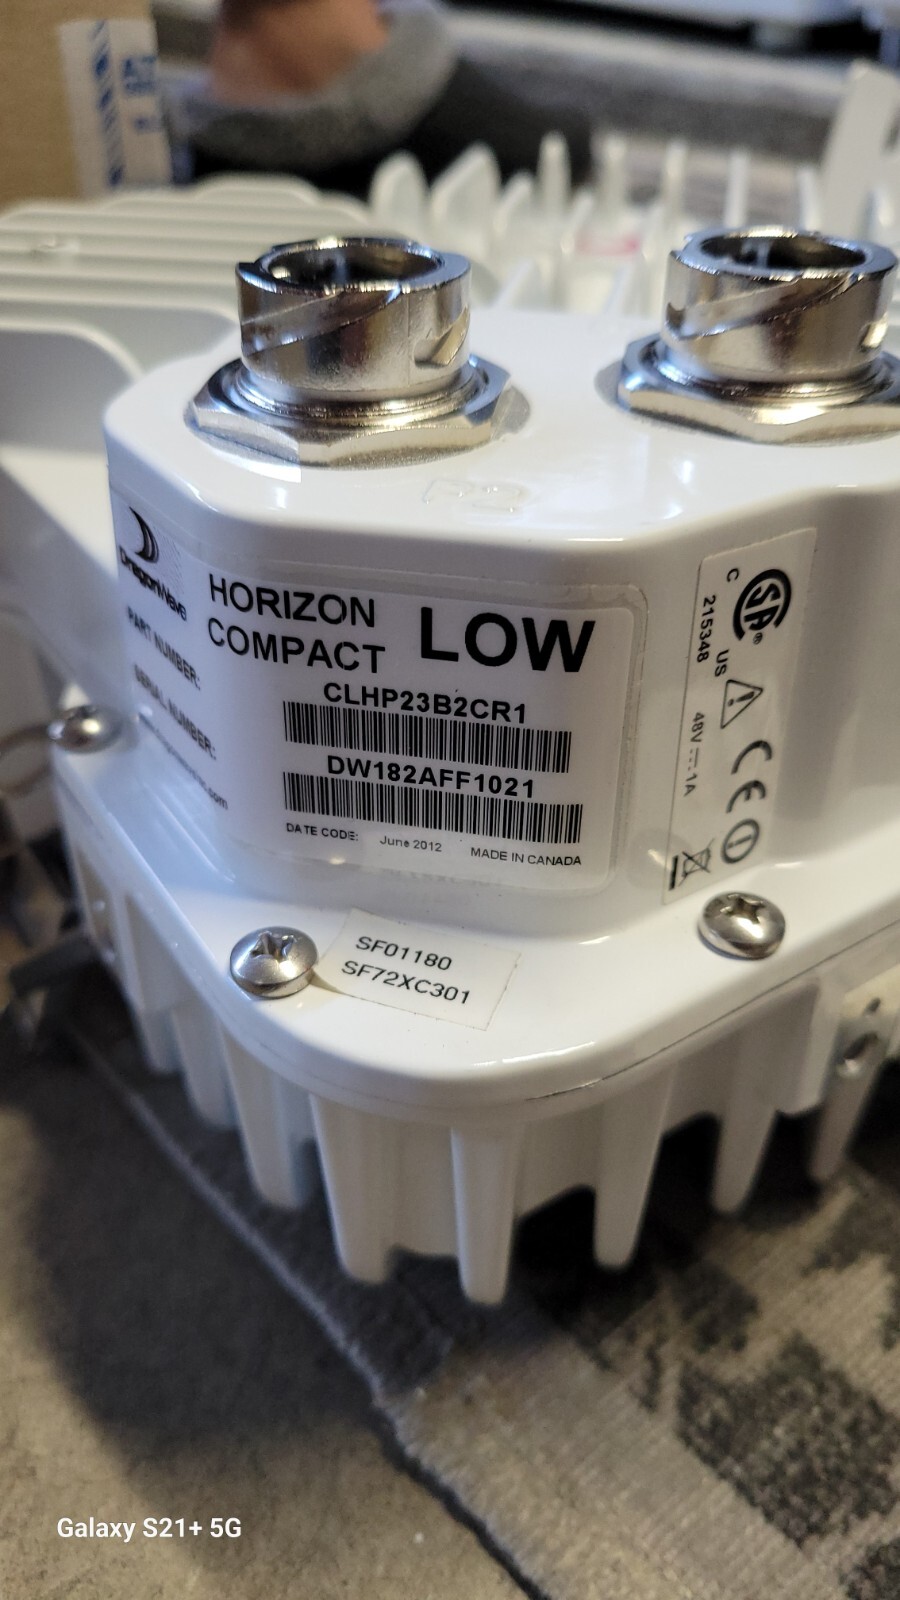 DragonWave
HORIZON
COMPACT
LOW
PART NUMBER:
CLHP23B2CR1
SERIAL NUMBER:
DW182AFF1021
DATE CODE: June 2012 MADE IN CANADA
SP®
C US
215348
48V 1A
CE
SF01180
SF72XC301
Galaxy S21+ 5G